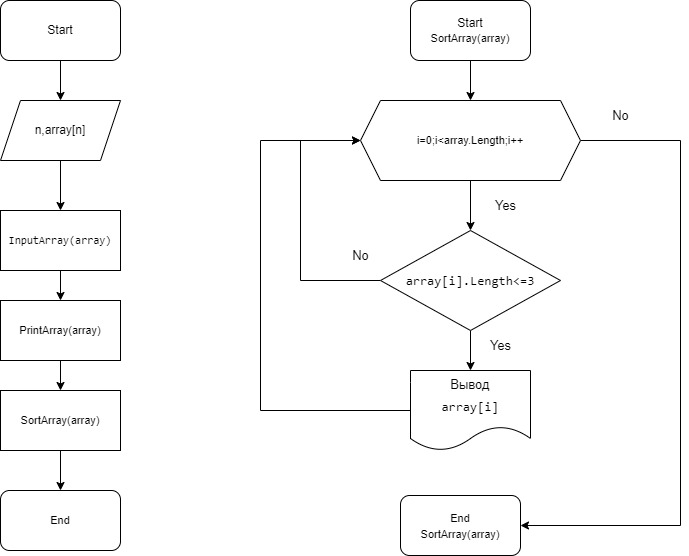 Start
n,array[n]
InputArray(array)
PrintArray(array)
SortArray(array)
End
Start
SortArray(array)
i=0;i<array.Length;i++
No
Yes
No
array[i].Length<=3
Yes
Вывод
array[i]
End
SortArray(array)